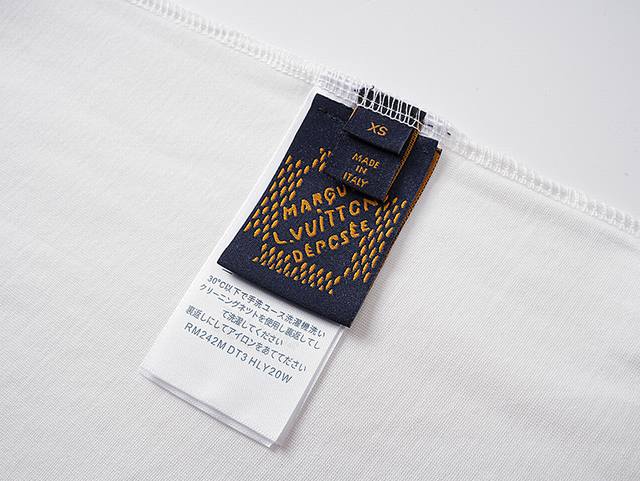 XS
MADE
IN
ITALY
MARQU
L.VUITTON
DÉPOSÉE
30°C以下で手洗ユース洗濯機洗い
クリーニングネットを使用し裏返してし
て洗濯してください
裏返しにしてアイロンをあててださい
RM242M DT3 HLY20W